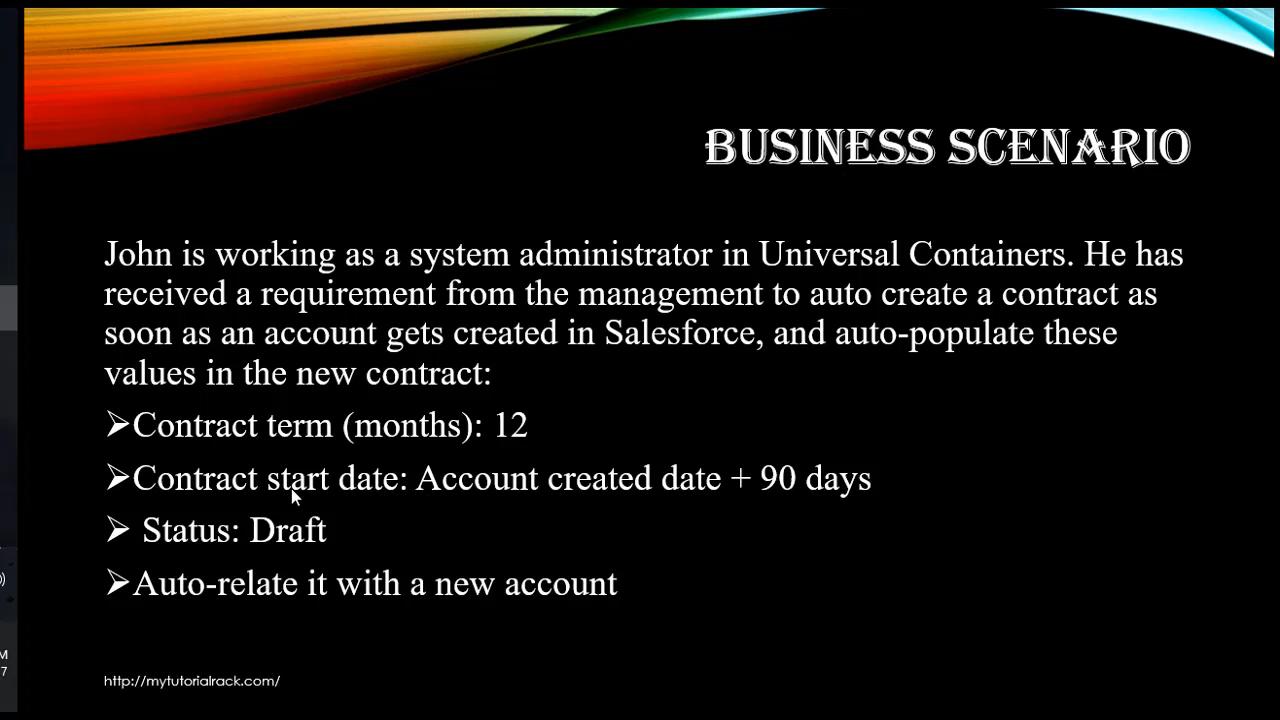 BUSINESS SCENARIO
John is working as a system administrator in Universal Containers. He has
received a requirement from the management to auto create a contract as
soon as an account gets created in Salesforce, and auto-populate these
values in the new contract:
➢Contract term (months): 12
➢Contract start date: Account created date + 90 days
➢ Status: Draft
➢Auto-relate it with a new account
http://mytutorialrack.com/
M
7